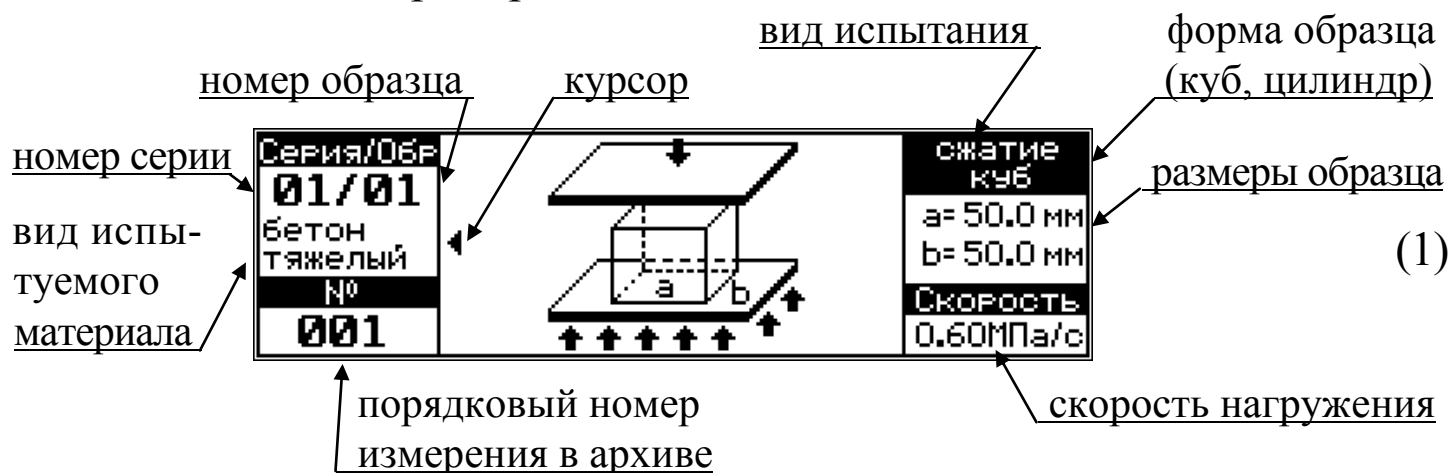 вид испытания
форма образца
(куб, цилиндр)
номер образца
курсор
номер серии
Серия/Обр
01/01
бетон
тяжелый
№
001
a
b
сжатие
куб
a= 50.0 мм
b= 50.0 мм
Скорость
0.60МПа/с
размеры образца
вид испы-
туемого
материала
(1)
порядковый номер
измерения в архиве
скорость нагружения